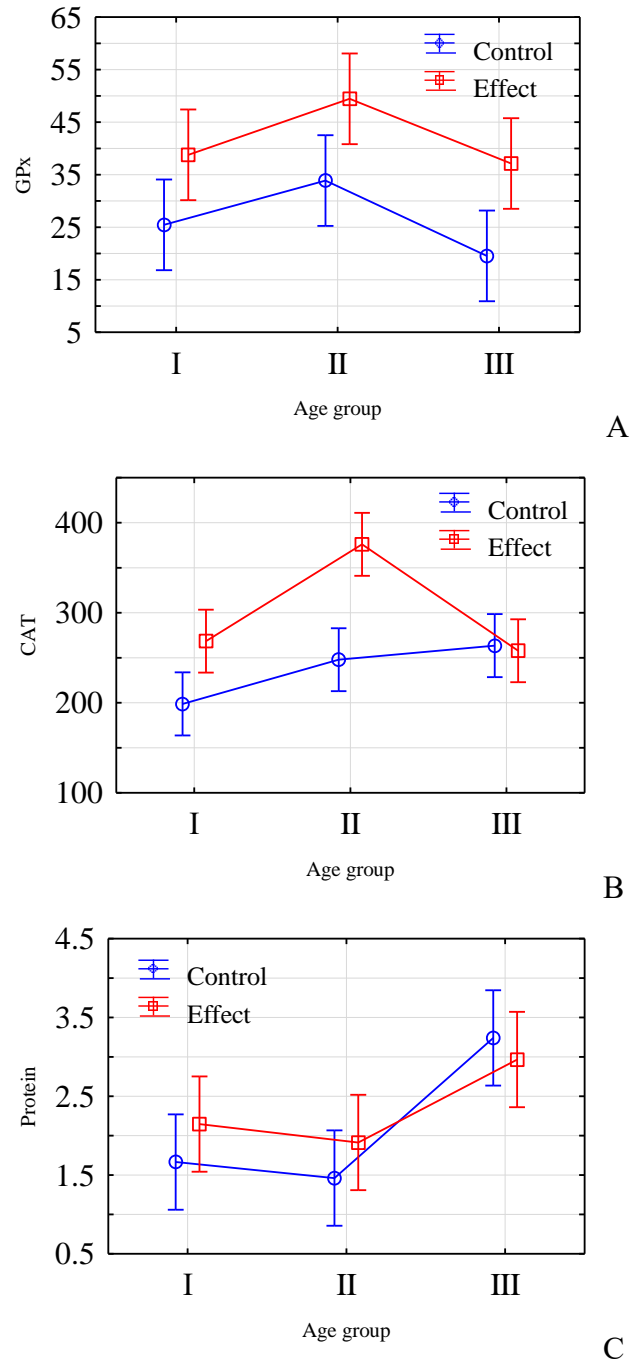 65
55
45
35
25
15
5
GPx
Control
Effect
I II III
Age group
A
400
300
200
100
CAT
Control
Effect
I II III
Age group
B
4.5
3.5
2.5
1.5
0.5
Protein
Control
Effect
I II III
Age group
C